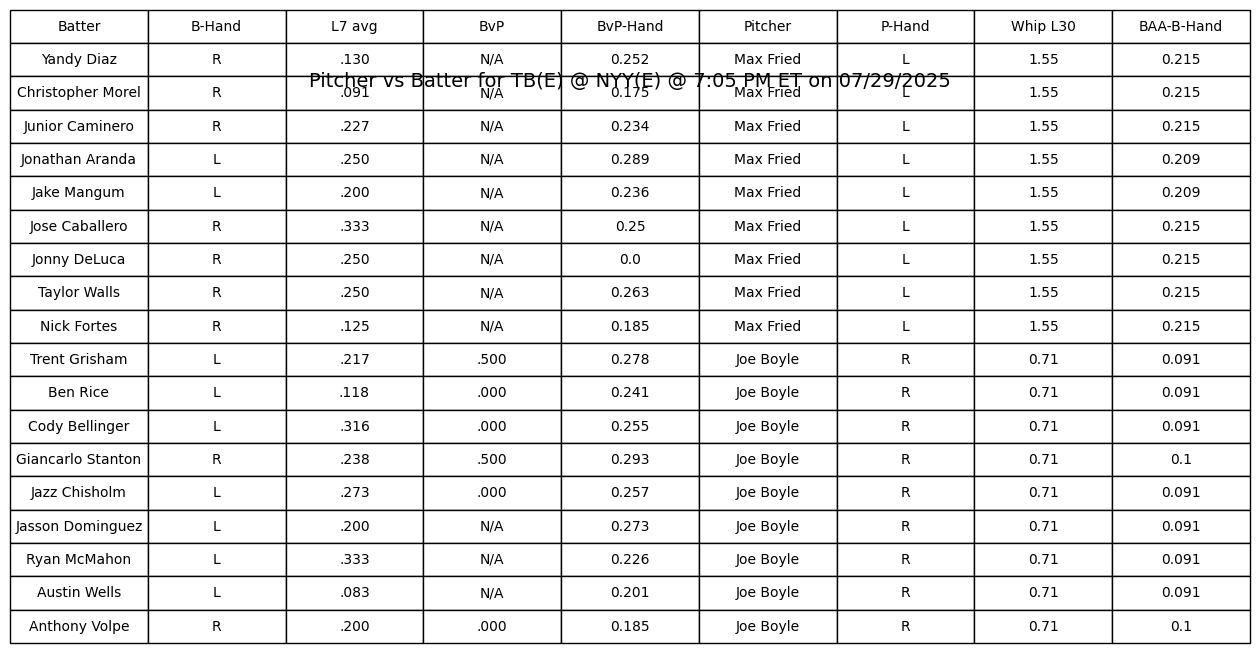 Batter B-Hand L7 avg BvP BvP-Hand Pitcher P-Hand Whip L30 BAA-B-Hand
Yandy Diaz R .130 N/A 0.252 Max Fried L 1.55 0.215
Pitcher vs Batter for TB(E) @ NYY(E) @ 7:05 PM ET on 07/29/2025
Christopher Morel R .091 N/A 0.175 Max Fried L 1.55 0.215
Junior Caminero R .227 N/A 0.234 Max Fried L 1.55 0.215
Jonathan Aranda L .250 N/A 0.289 Max Fried L 1.55 0.209
Jake Mangum L .200 N/A 0.236 Max Fried L 1.55 0.209
Jose Caballero R .333 N/A 0.25 Max Fried L 1.55 0.215
Jonny DeLuca R .250 N/A 0.0 Max Fried L 1.55 0.215
Taylor Walls R .250 N/A 0.263 Max Fried L 1.55 0.215
Nick Fortes R .125 N/A 0.185 Max Fried L 1.55 0.215
Trent Grisham L .217 .500 0.278 Joe Boyle R 0.71 0.091
Ben Rice L .118 .000 0.241 Joe Boyle R 0.71 0.091
Cody Bellinger L .316 .000 0.255 Joe Boyle R 0.71 0.091
Giancarlo Stanton R .238 .500 0.293 Joe Boyle R 0.71 0.1
Jazz Chisholm L .273 .000 0.257 Joe Boyle R 0.71 0.091
Jasson Dominguez L .200 N/A 0.273 Joe Boyle R 0.71 0.091
Ryan McMahon L .333 N/A 0.226 Joe Boyle R 0.71 0.091
Austin Wells L .083 N/A 0.201 Joe Boyle R 0.71 0.091
Anthony Volpe R .200 .000 0.185 Joe Boyle R 0.71 0.1